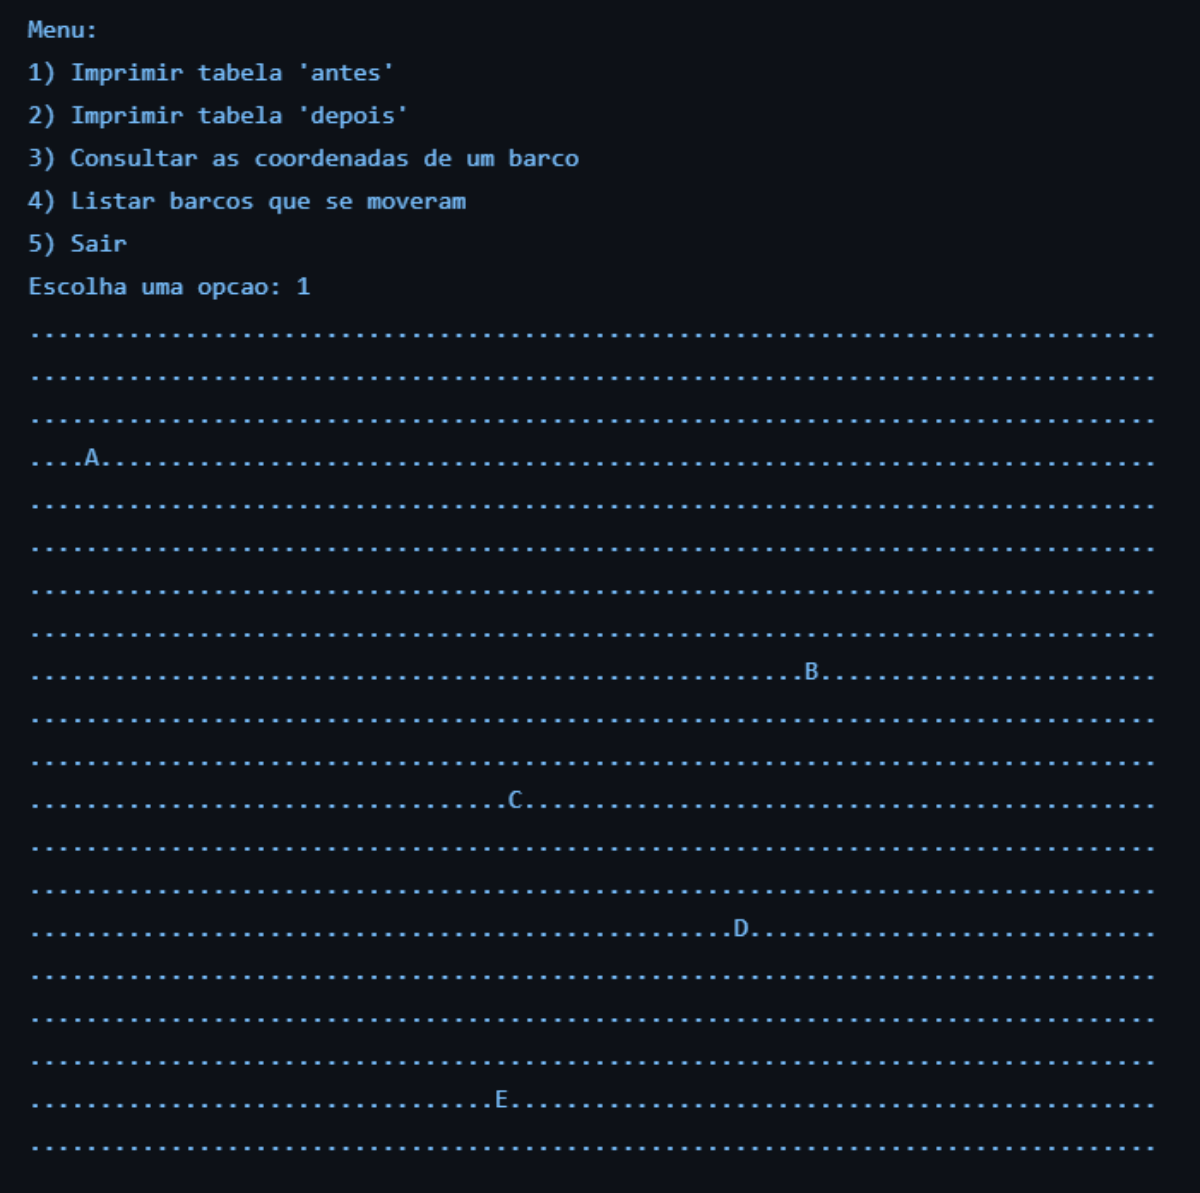 Menu:
1) Imprimir tabela 'antes'
2) Imprimir tabela 'depois'
3) Consultar as coordenadas de um barco
4) Listar barcos que se moveram
5) Sair
Escolha uma opcao: 1
................................................................................
................................................................................
................................................................................
....A...........................................................................
................................................................................
................................................................................
................................................................................
................................................................................
.......................................................B........................
................................................................................
................................................................................
..................................C.............................................
................................................................................
................................................................................
..................................................D.............................
................................................................................
................................................................................
................................................................................
.................................E..............................................
................................................................................